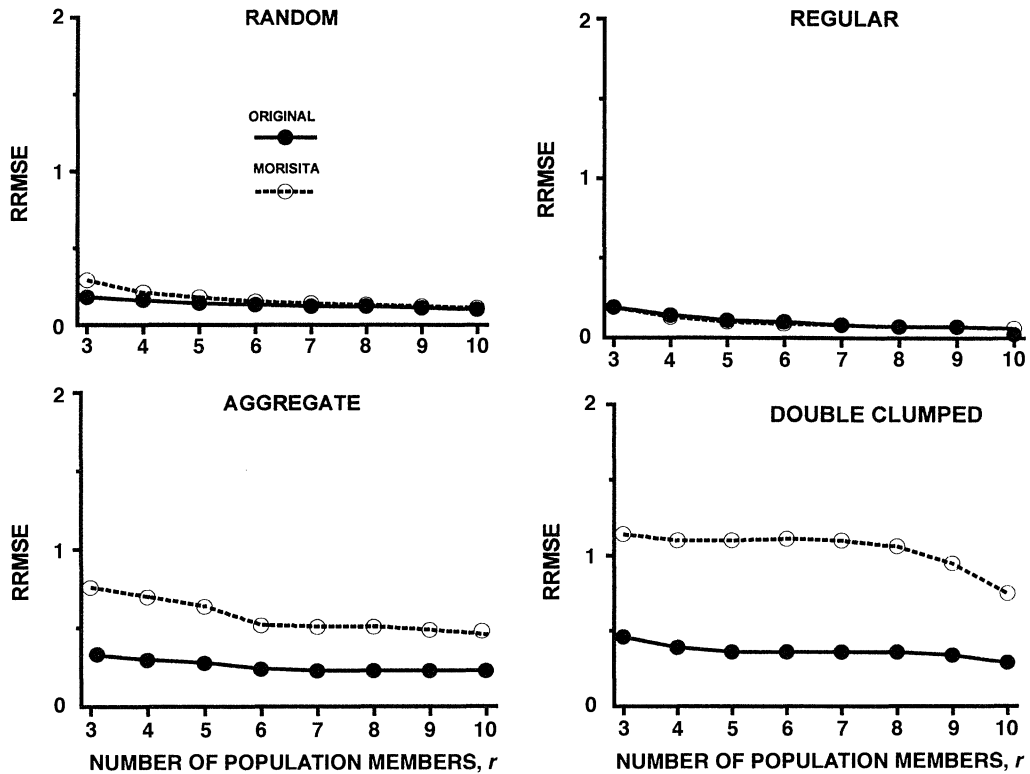 RANDOM
2
1
0
RRMSE
ORIGINAL
MORISITA
3 4 5 6 7 8 9 10
REGULAR
2
1
0
RRMSE
3 4 5 6 7 8 9 10
AGGREGATE
2
1
0
RRMSE
3 4 5 6 7 8 9 10
NUMBER OF POPULATION MEMBERS, r
DOUBLE CLUMPED
2
1
0
RRMSE
3 4 5 6 7 8 9 10
NUMBER OF POPULATION MEMBERS, r